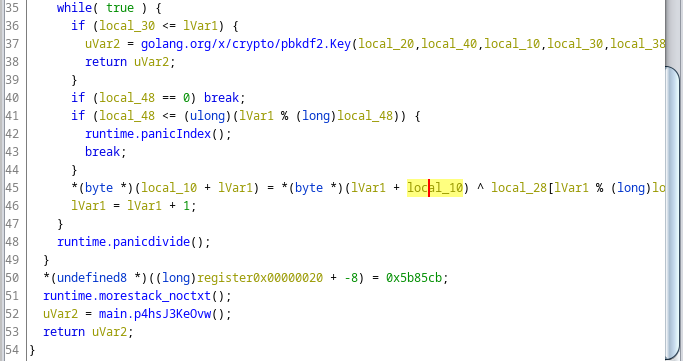 35 while( true ) {
36 if (local_30 <= lVar1) {
37 uVar2 = golang.org/x/crypto/pbkdf2.Key(local_20,local_40,local_10,local_30,local_38
38 return uVar2;
39 }
40 if (local_48 == 0) break;
41 if (local_48 <= (ulong)(lVar1 % (long)local_48)) {
42 runtime.panicIndex();
43 break;
44 }
45 *(byte *)(local_10 + lVar1) = *(byte *)(lVar1 + local_10) ^ local_28[lVar1 % (long)lo
46 lVar1 = lVar1 + 1;
47 }
48 runtime.panicdivide();
49 }
50 *(undefined8 *)((long)register0x00000020 + -8) = 0x5b85cb;
51 runtime.morestack_noctxt();
52 uVar2 = main.p4hsJ3KeOvw();
53 return uVar2;
54 }